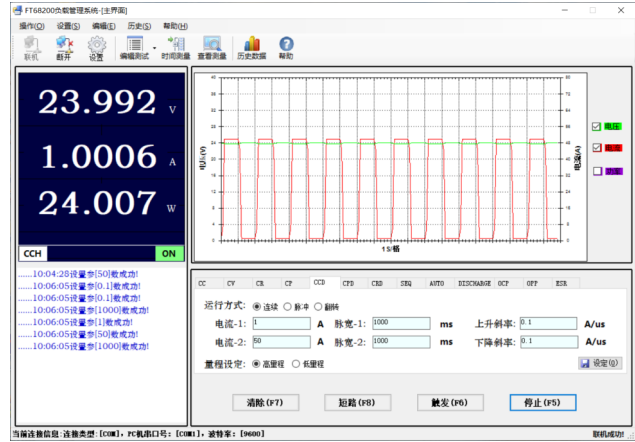 FT68200负载管理系统-[主界面]
操作(O) 设置(S) 编辑(E) 历史(S) 帮助(H)
联机 断开 设置 编辑测试 时间测量 查看测量 历史数据 帮助
23.992 V
1.0006 A
24.007 W
CCH ON
电压(V)
电流(A)
1S/格
电压
电流
功率
......10:04:28设置参[50]数成功!
......10:06:05设置参[0.1]数成功!
......10:06:05设置参[0.1]数成功!
......10:06:05设置参[1000]数成功!
......10:06:05设置参[1]数成功!
......10:06:05设置参[50]数成功!
......10:06:05设置参[1000]数成功!
CC CV CR CP CCD CPD CRD SEQ AUTO DISCHARGE OCP OPP ESR
运行方式: 连续 脉冲 翻转
电流-1: 1 A 脉宽-1: 1000 ms 上升斜率: 0.1 A/us
电流-2: 50 A 脉宽-2: 1000 ms 下降斜率: 0.1 A/us
量程设定: 高量程 低量程 设定(Q)
清除(F7) 短路(F8) 触发(F6) 停止(F5)
当前连接信息:连接类型:[COM], PC机串口号: [COM1], 波特率: [9600] 联机成功!